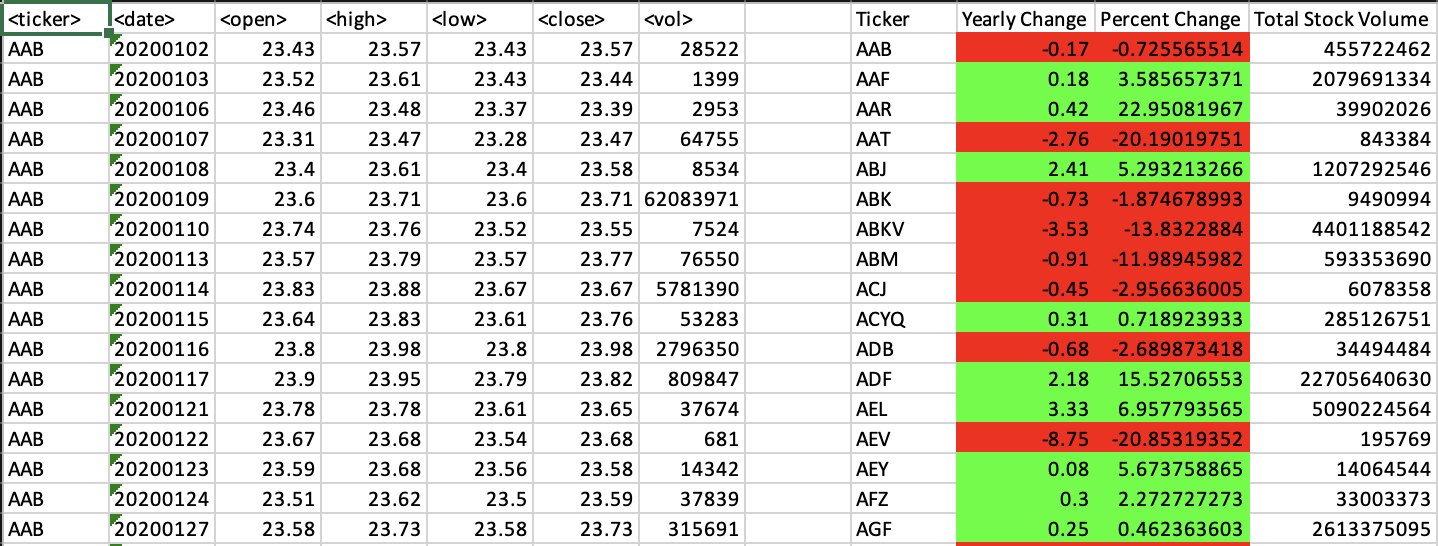 <ticker> <date> <open> <high> <low> <close> <vol> Ticker Yearly Change Percent Change Total Stock Volume
AAB 20200102 23.43 23.57 23.43 23.57 28522 AAB -0.17 -0.725565514 455722462
AAB 20200103 23.52 23.61 23.43 23.44 1399 AAF 0.18 3.585657371 2079691334
AAB 20200106 23.46 23.48 23.37 23.39 2953 AAR 0.42 22.95081967 39902026
AAB 20200107 23.31 23.47 23.28 23.47 64755 AAT -2.76 -20.19019751 843384
AAB 20200108 23.4 23.61 23.4 23.58 8534 ABJ 2.41 5.293213266 1207292546
AAB 20200109 23.6 23.71 23.6 23.71 62083971 ABK -0.73 -1.874678993 9490994
AAB 20200110 23.74 23.76 23.52 23.55 7524 ABKV -3.53 -13.8322884 4401188542
AAB 20200113 23.57 23.79 23.57 23.77 76550 ABM -0.91 -11.98945982 593353690
AAB 20200114 23.83 23.88 23.67 23.67 5781390 ACJ -0.45 -2.956636005 6078358
AAB 20200115 23.64 23.83 23.61 23.76 53283 ACYQ 0.31 0.718923933 285126751
AAB 20200116 23.8 23.98 23.8 23.98 2796350 ADB -0.68 -2.689873418 34494484
AAB 20200117 23.9 23.95 23.79 23.82 809847 ADF 2.18 15.52706553 22705640630
AAB 20200121 23.78 23.78 23.61 23.65 37674 AEL 3.33 6.957793565 5090224564
AAB 20200122 23.67 23.68 23.54 23.68 681 AEV -8.75 -20.85319352 195769
AAB 20200123 23.59 23.68 23.56 23.58 14342 AEY 0.08 5.673758865 14064544
AAB 20200124 23.51 23.62 23.5 23.59 37839 AFZ 0.3 2.272727273 33003373
AAB 20200127 23.58 23.73 23.58 23.73 315691 AGF 0.25 0.462363603 2613375095